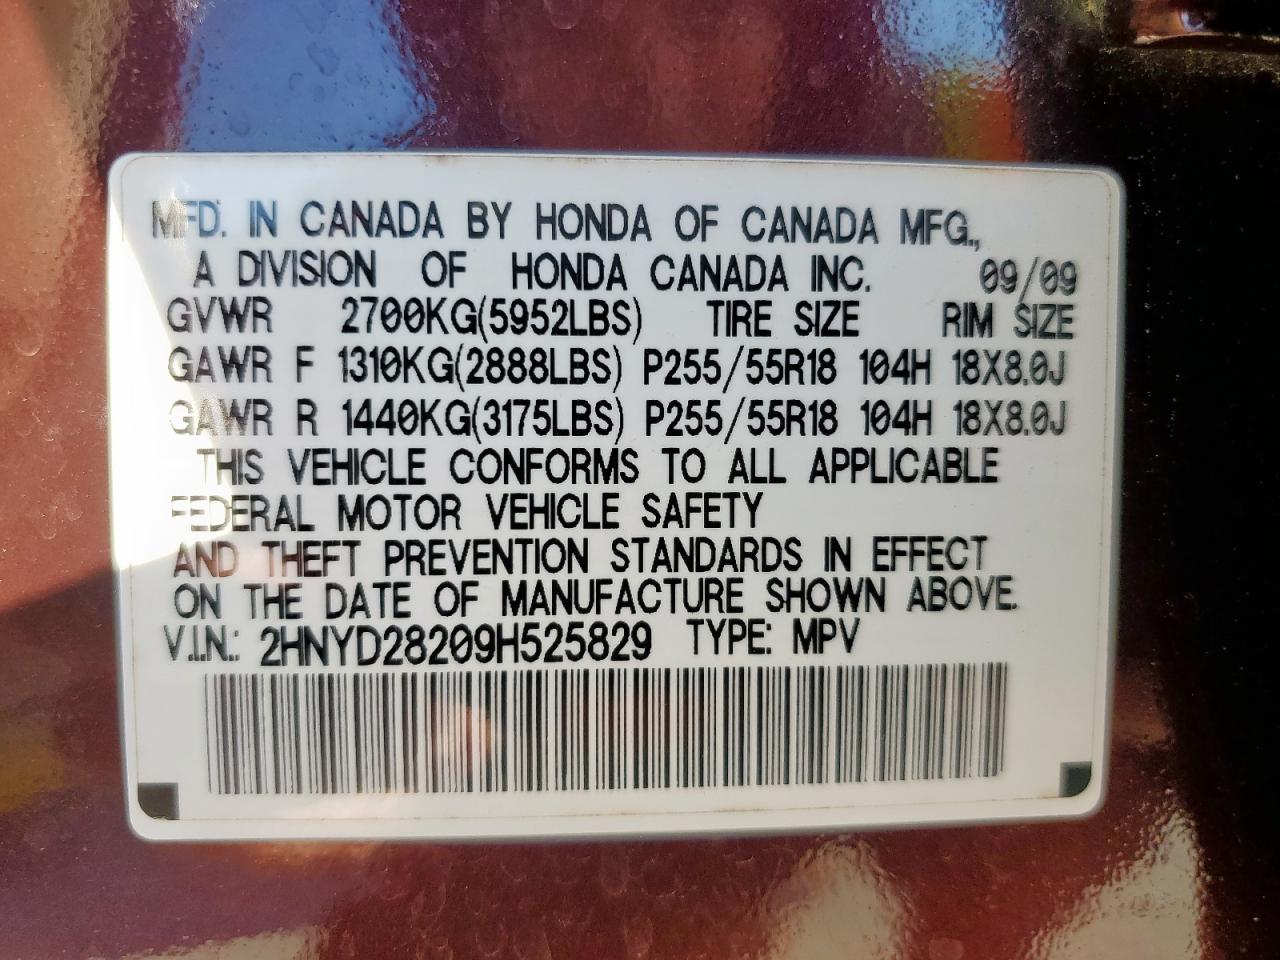 MFD. IN CANADA BY HONDA OF CANADA MFG.,
A DIVISION OF HONDA CANADA INC. 09/09
GVWR 2700KG(5952LBS) TIRE SIZE RIM SIZE
GAWR F 1310KG(2888LBS) P255/55R18 104H 18X8.0J
GAWR R 1440KG(3175LBS) P255/55R18 104H 18X8.0J
THIS VEHICLE CONFORMS TO ALL APPLICABLE
FEDERAL MOTOR VEHICLE SAFETY
AND THEFT PREVENTION STANDARDS IN EFFECT
ON THE DATE OF MANUFACTURE SHOWN ABOVE.
V.I.N.: 2HNYD28209H525829 TYPE: MPV